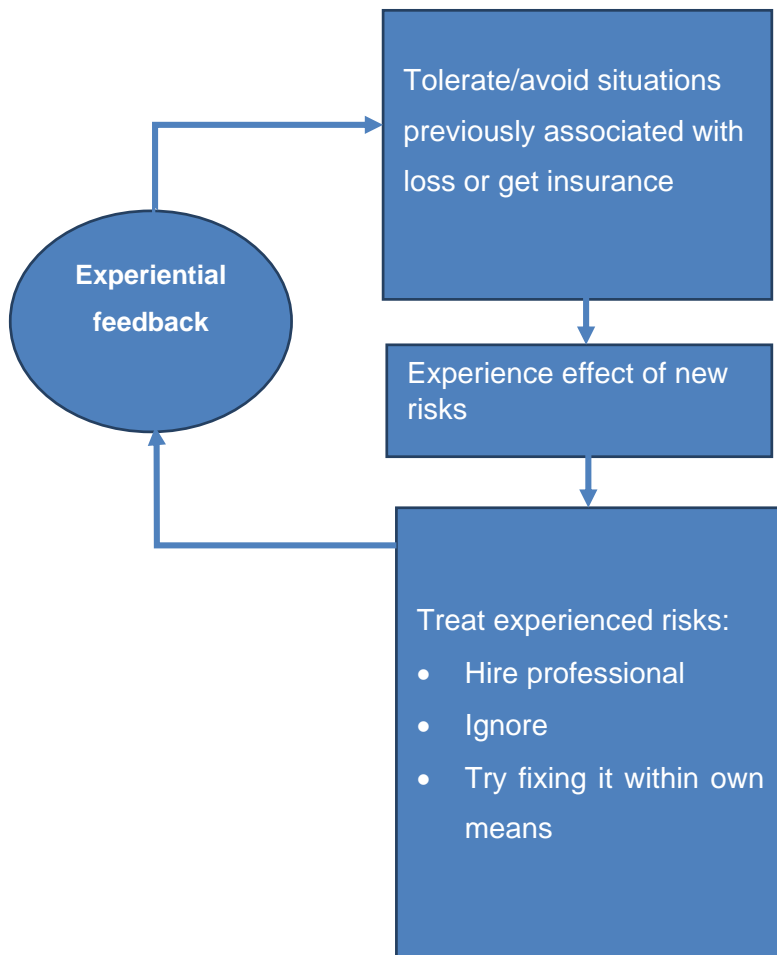 Tolerate/avoid situations
previously associated with
loss or get insurance
Experiential
feedback
Experience effect of new
risks
Treat experienced risks:
• Hire professional
• Ignore
• Try fixing it within own
means